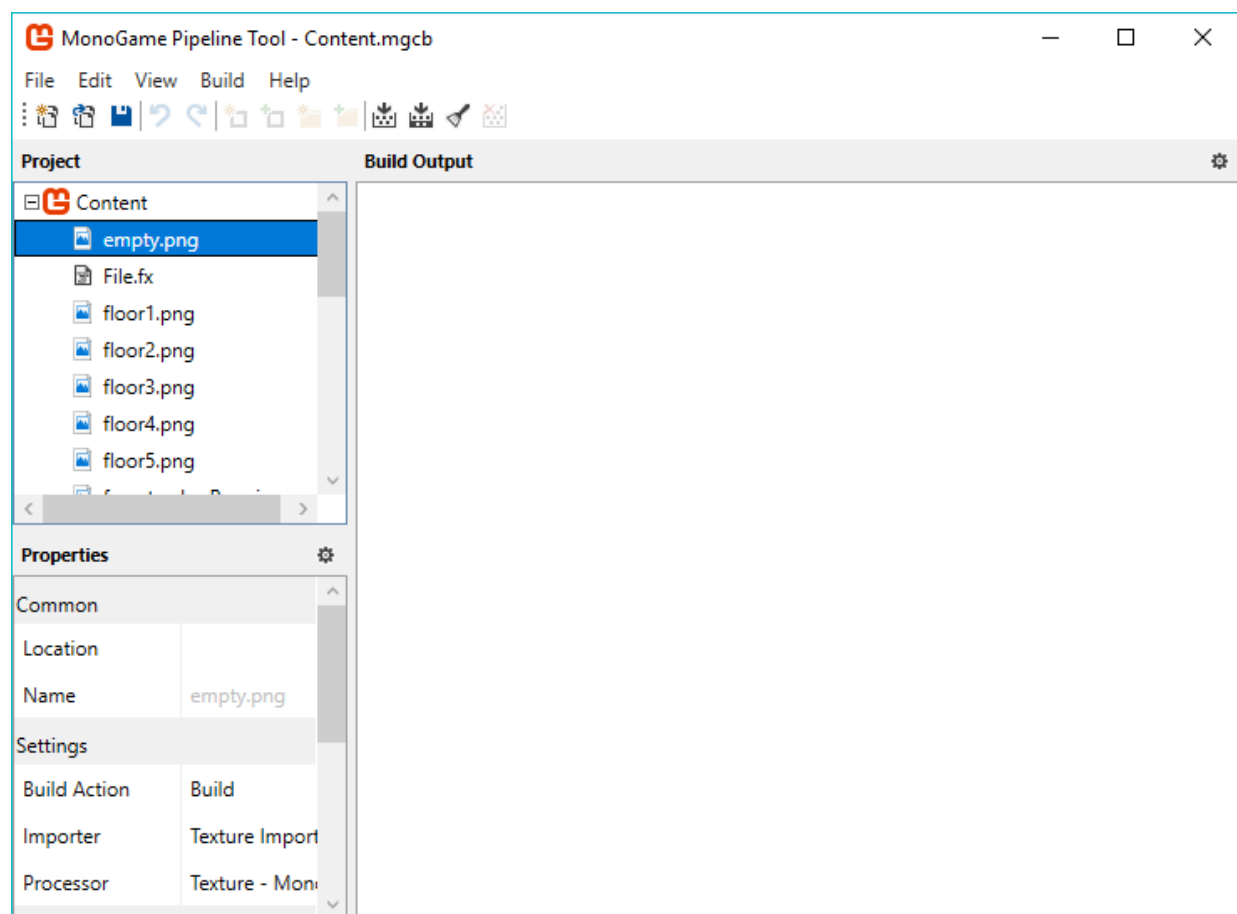 MonoGame Pipeline Tool - Content.mgcb
File Edit View Build Help
Project
Build Output
Content
empty.png
File.fx
floor1.png
floor2.png
floor3.png
floor4.png
floor5.png
Properties
Common
Location
Name empty.png
Settings
Build Action Build
Importer Texture Import
Processor Texture - Mon